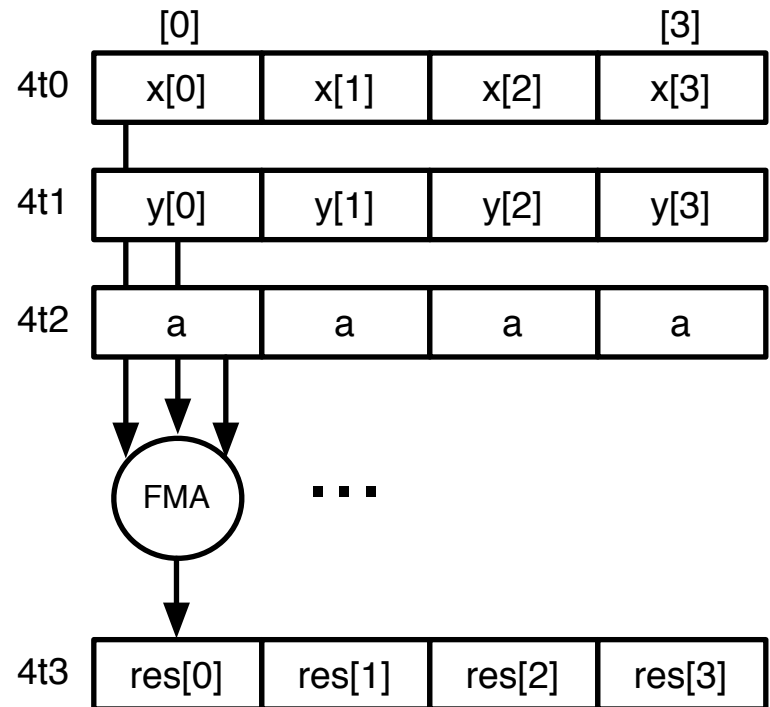 [0] [3]
4t0 x[0] x[1] x[2] x[3]
4t1 y[0] y[1] y[2] y[3]
4t2 a a a a
FMA ...
4t3 res[0] res[1] res[2] res[3]